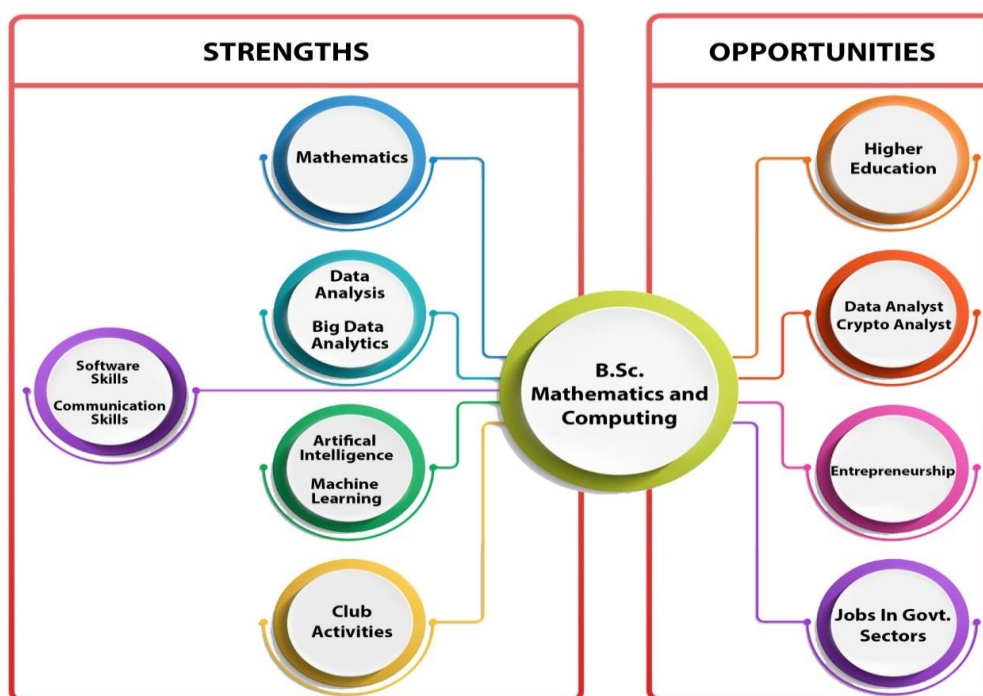 STRENGTHS
Mathematics
Data
Analysis
Big Data
Analytics
Software
Skills
Communication
Skills
Artifical
Intelligence
Machine
Learning
Club
Activities
B.Sc.
Mathematics and
Computing
OPPORTUNITIES
Higher
Education
Data Analyst
Crypto Analyst
Entrepreneurship
Jobs In Govt.
Sectors